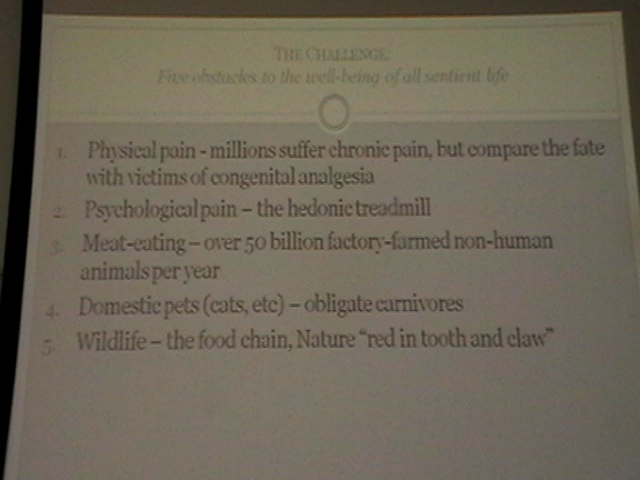 THE CHALLENGE:
Five obstacles to the well-being of all sentient life
1. Physical pain - millions suffer chronic pain, but compare the fate
with victims of congenital analgesia
2. Psychological pain – the hedonic treadmill
3. Meat-eating – over 50 billion factory-farmed non-human
animals per year
4. Domestic pets (cats, etc) – obligate carnivores
5. Wildlife – the food chain, Nature “red in tooth and claw”